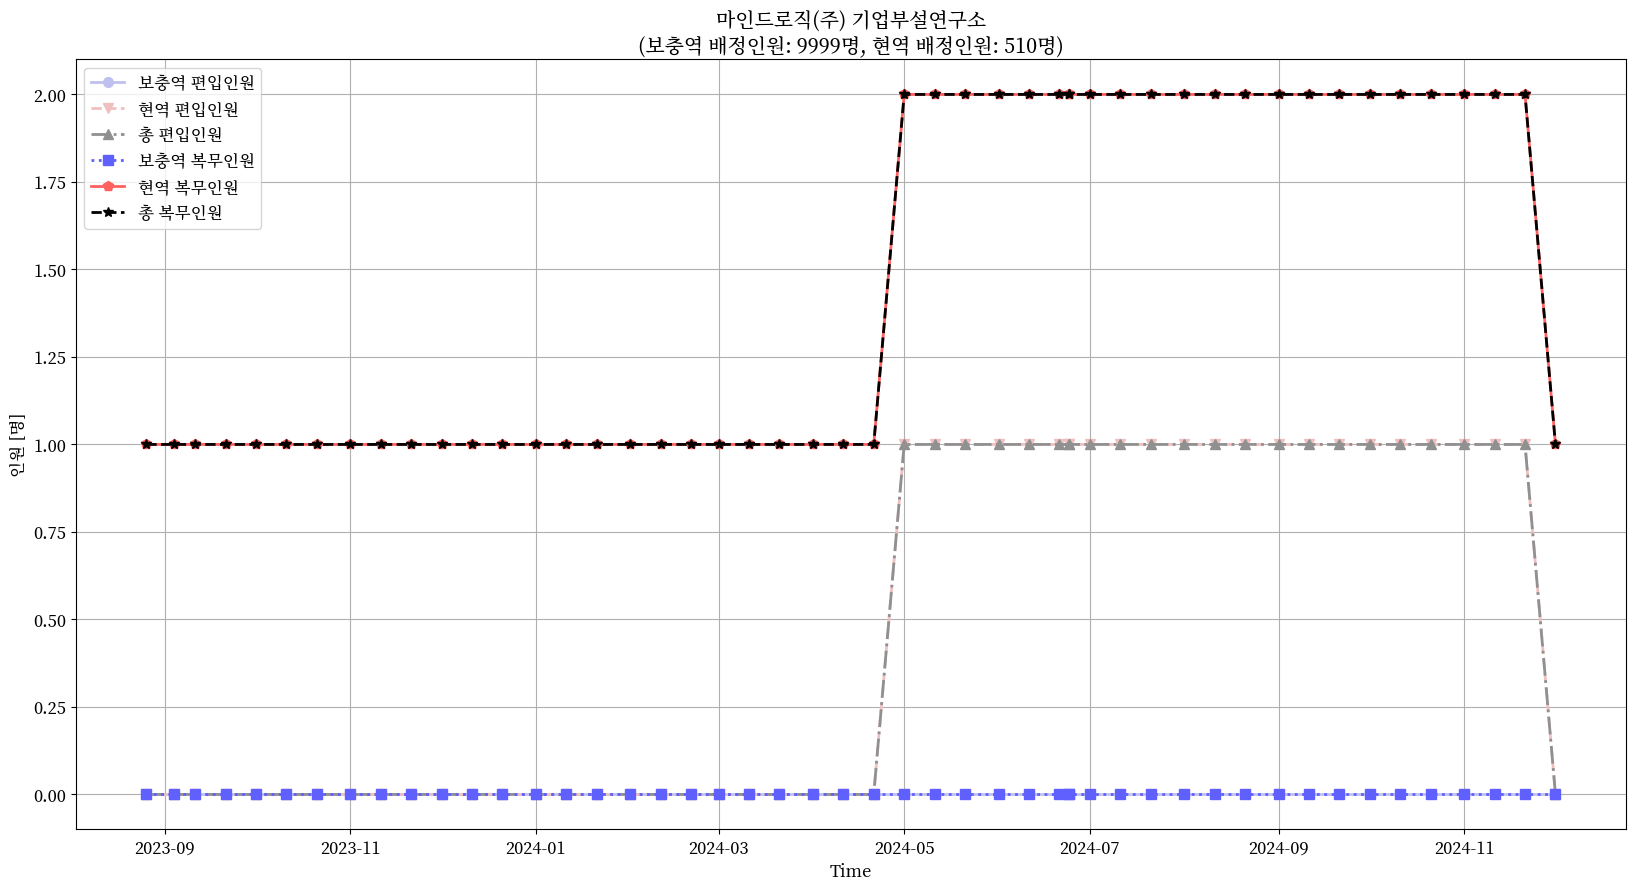 마인드로직(주) 기업부설연구소
(보충역 배정인원: 9999명, 현역 배정인원: 510명)
보충역 편입인원
현역 편입인원
총 편입인원
보충역 복무인원
현역 복무인원
총 복무인원
인원 [명]
2.00
1.75
1.50
1.25
1.00
0.75
0.50
0.25
0.00
2023-09 2023-11 2024-01 2024-03 2024-05 2024-07 2024-09 2024-11
Time